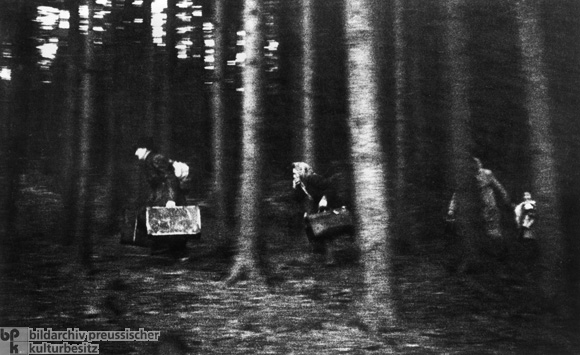 bpk bildarchiv preussischer
kulturbesitz